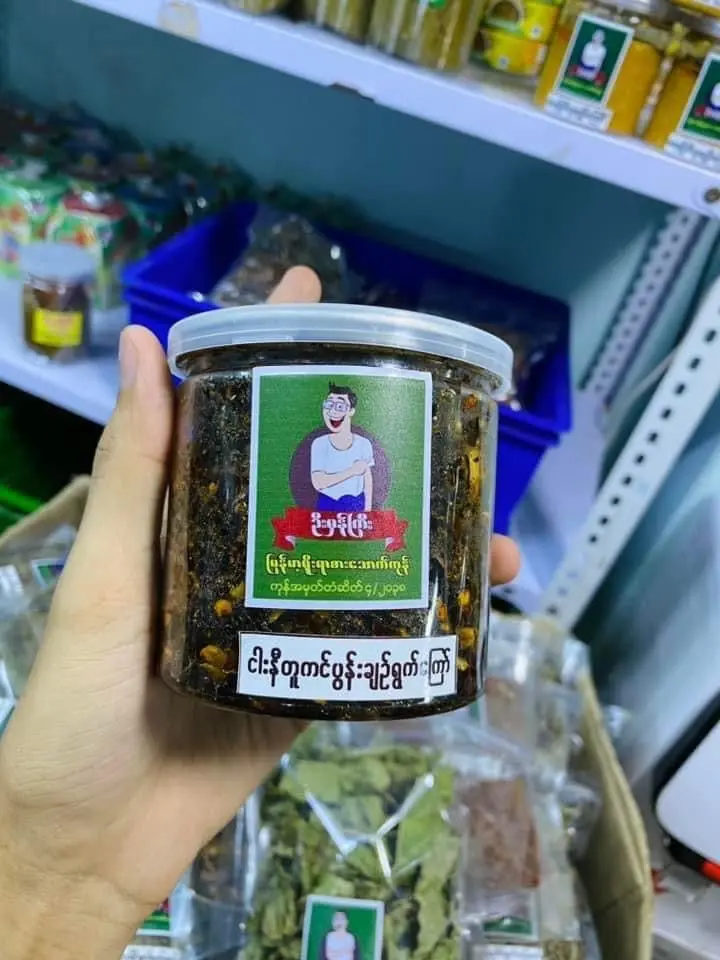 ဦးမှန်ကြီး
မြန်မာ့ရိုးရာစားသောက်ကုန်
ကုန်အမှတ်တံဆိတ် ၄/၂၀၃၀
ငါးနီတူကင်ပွန်းချဉ်ရွက်ကြော်